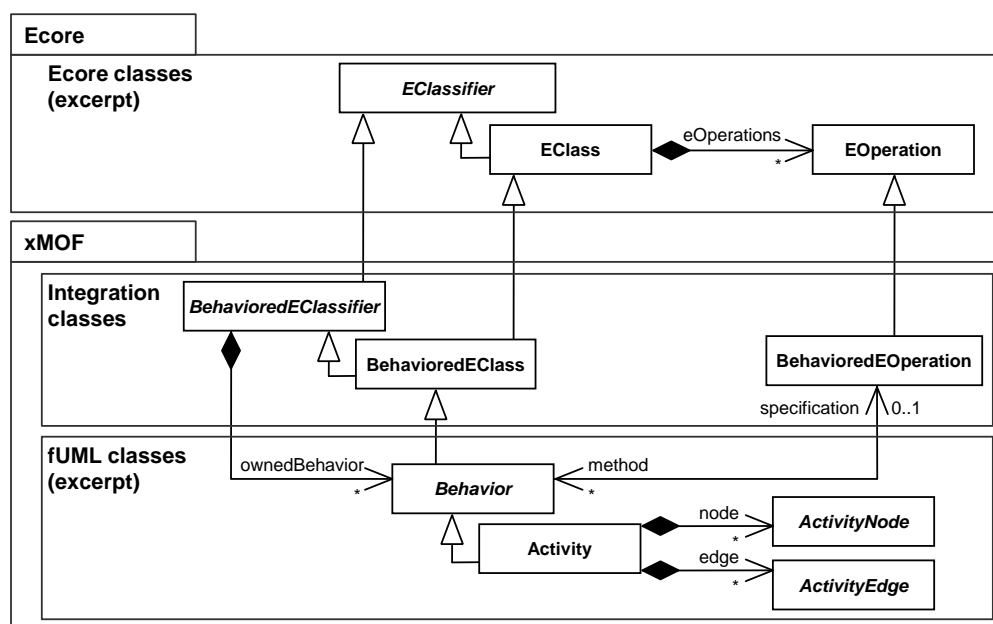 Ecore
Ecore classes
(excerpt)
EClassifier
EClass
eOperations
*
EOperation
xMOF
Integration
classes
BehavioredEClassifier
BehavioredEClass
BehavioredEOperation
specification
0..1
fUML classes
(excerpt)
ownedBehavior
*
Behavior
method
*
Activity
node
*
ActivityNode
edge
*
ActivityEdge